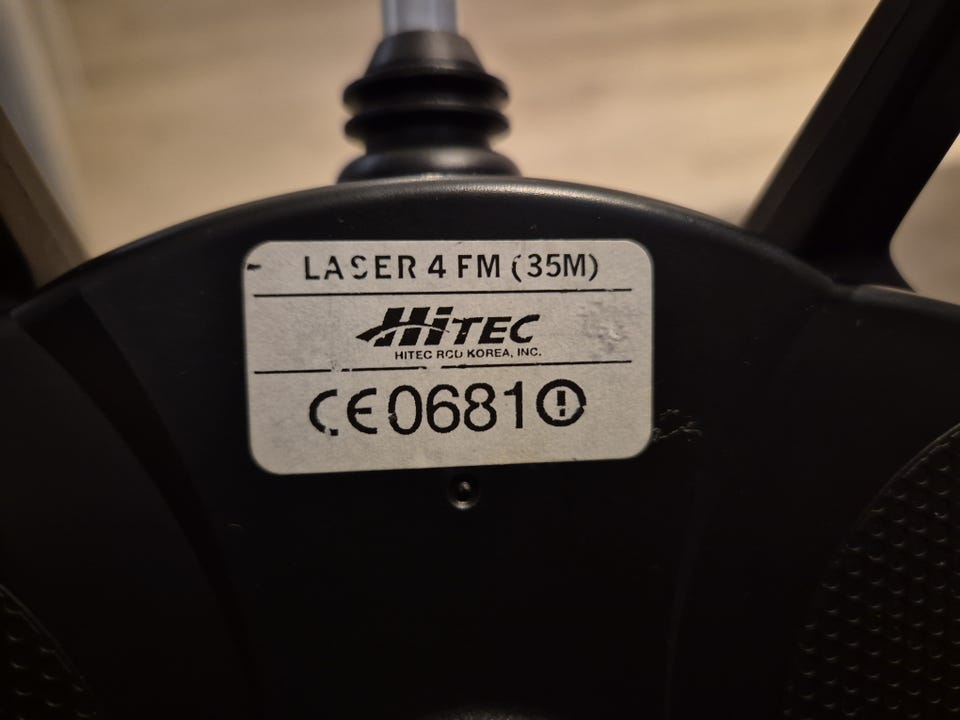 LASER 4 FM (35M)
HiTEC
HITEC RCD KOREA, INC.
CE0681